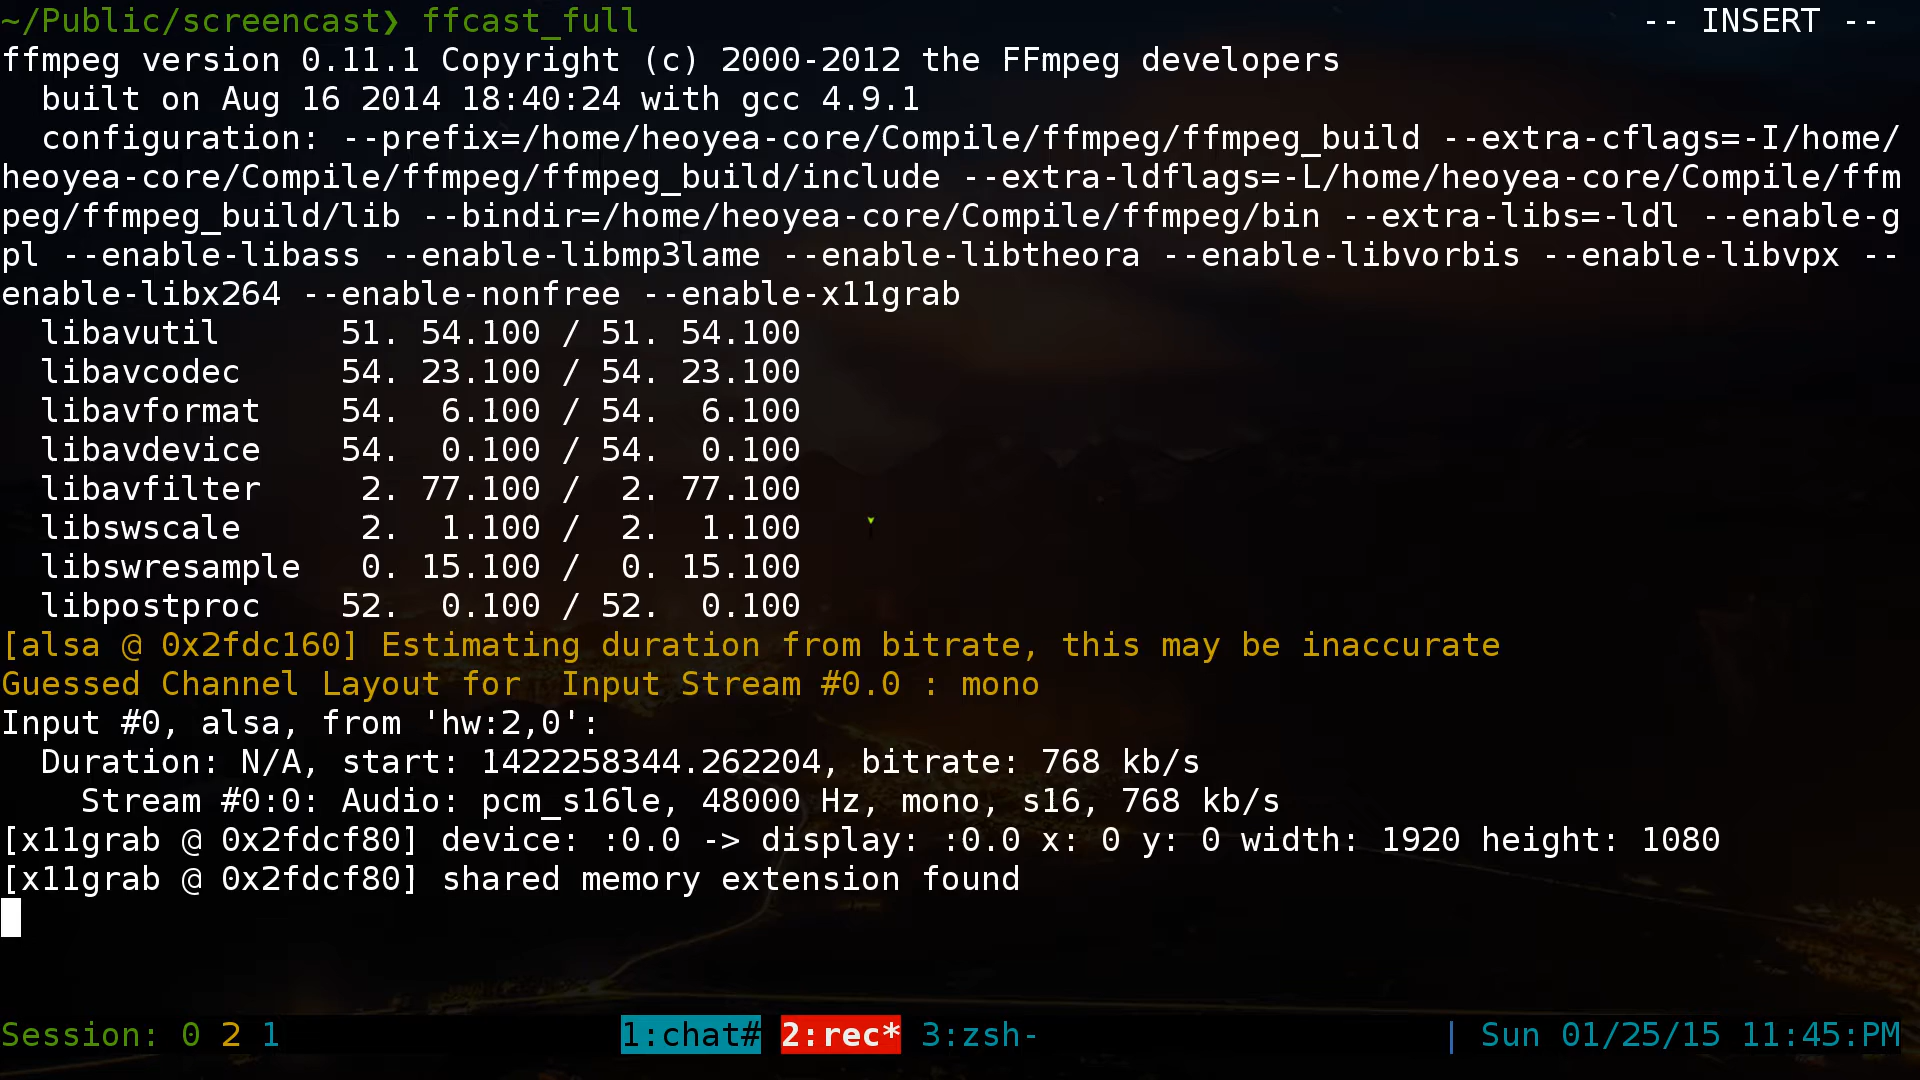 ~/Public/screencast❯ ffcast_full -- INSERT --
ffmpeg version 0.11.1 Copyright (c) 2000-2012 the FFmpeg developers
  built on Aug 16 2014 18:40:24 with gcc 4.9.1
  configuration: --prefix=/home/heoyea-core/Compile/ffmpeg/ffmpeg_build --extra-cflags=-I/home/
heoyea-core/Compile/ffmpeg/ffmpeg_build/include --extra-ldflags=-L/home/heoyea-core/Compile/ffm
peg/ffmpeg_build/lib --bindir=/home/heoyea-core/Compile/ffmpeg/bin --extra-libs=-ldl --enable-g
pl --enable-libass --enable-libmp3lame --enable-libtheora --enable-libvorbis --enable-libvpx --
enable-libx264 --enable-nonfree --enable-x11grab
  libavutil      51. 54.100 / 51. 54.100
  libavcodec     54. 23.100 / 54. 23.100
  libavformat    54.  6.100 / 54.  6.100
  libavdevice    54.  0.100 / 54.  0.100
  libavfilter     2. 77.100 /  2. 77.100
  libswscale      2.  1.100 /  2.  1.100
  libswresample   0. 15.100 /  0. 15.100
  libpostproc    52.  0.100 / 52.  0.100
[alsa @ 0x2fdc160] Estimating duration from bitrate, this may be inaccurate
Guessed Channel Layout for  Input Stream #0.0 : mono
Input #0, alsa, from 'hw:2,0':
  Duration: N/A, start: 1422258344.262204, bitrate: 768 kb/s
    Stream #0:0: Audio: pcm_s16le, 48000 Hz, mono, s16, 768 kb/s
[x11grab @ 0x2fdcf80] device: :0.0 -> display: :0.0 x: 0 y: 0 width: 1920 height: 1080
[x11grab @ 0x2fdcf80] shared memory extension found
Session: 0 2 1 1:chat# 2:rec* 3:zsh- | Sun 01/25/15 11:45:PM